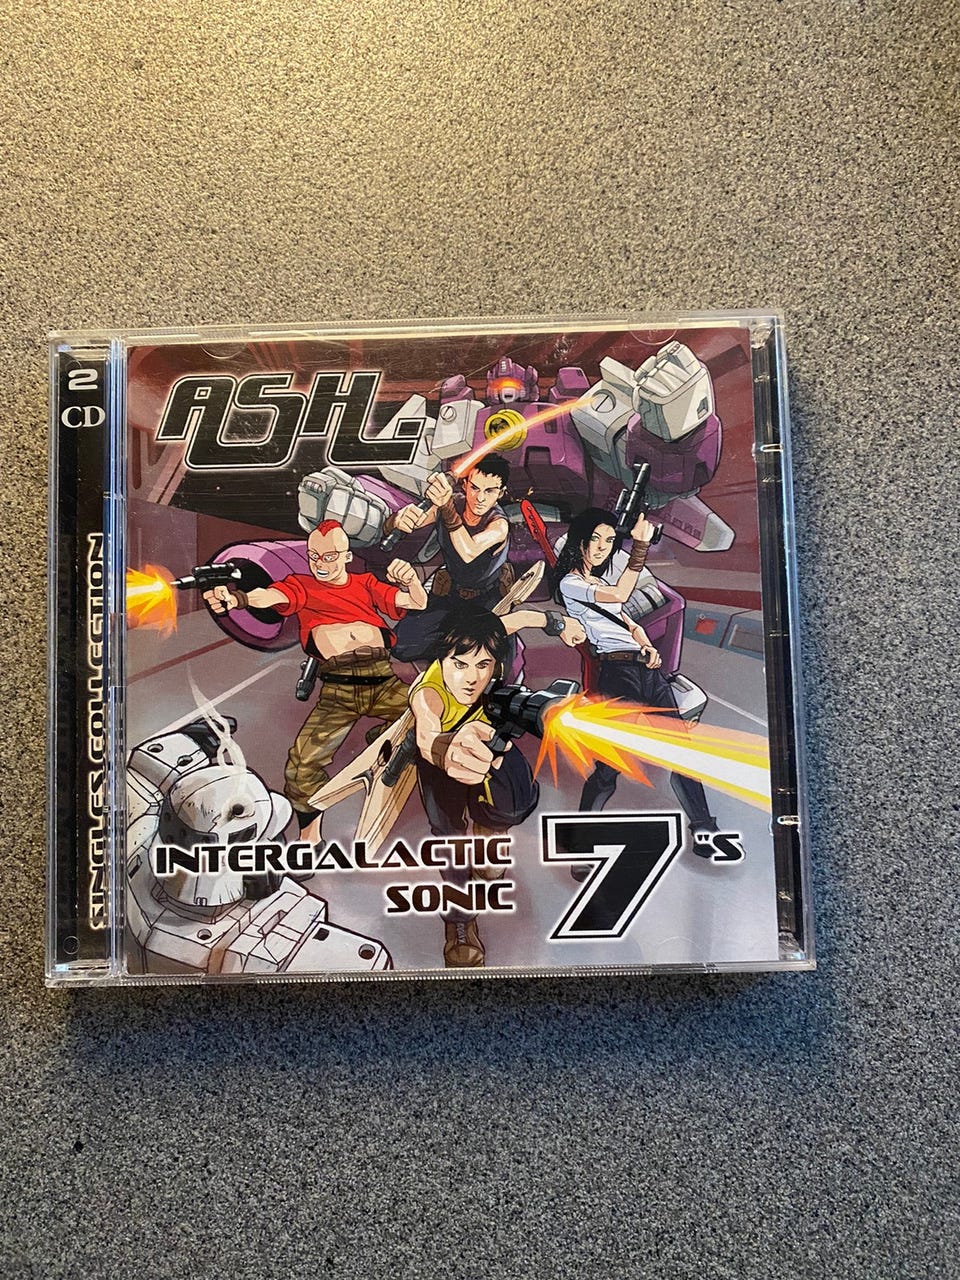 2
CD
SINGLES COLLECTION
ASH.
INTERGALACTIC
SONIC
7"S